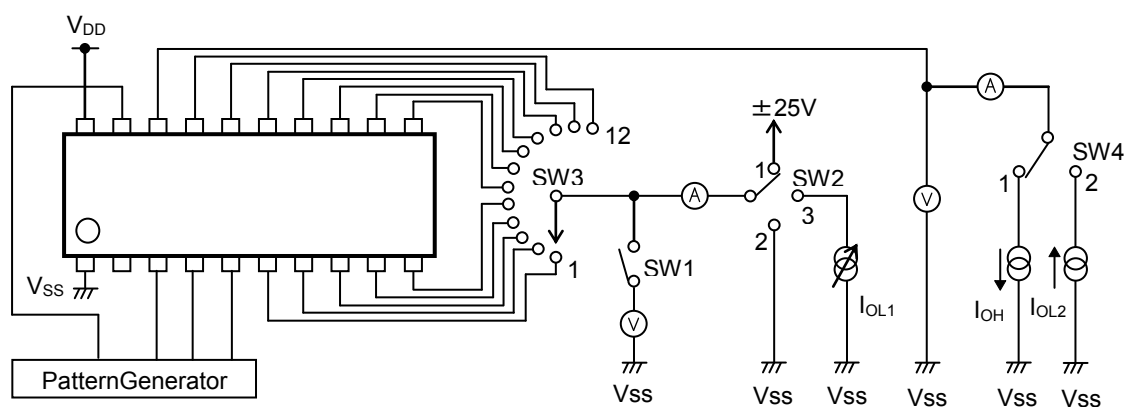 VDD
12
±25V
SW4
SW3
1
SW2
A
A
1
2
3
V
2
1
SW1
VSS
V
IOL1
IOH
IOL2
PatternGenerator
Vss
Vss
Vss
Vss
Vss
Vss